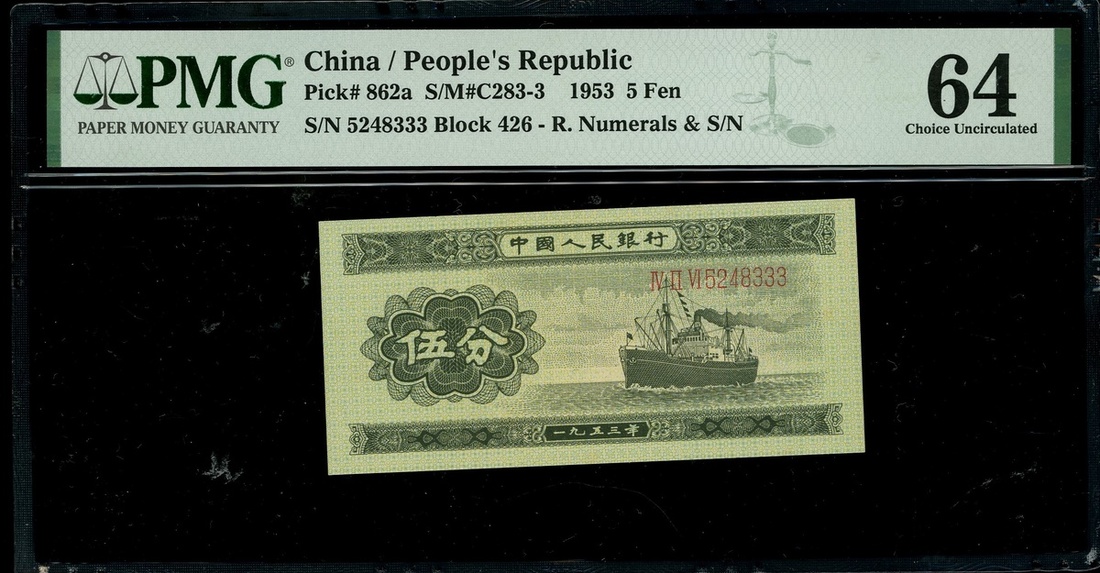 PMG®
PAPER MONEY GUARANTY
China / People's Republic
Pick# 862a S/M#C283-3 1953 5 Fen
S/N 5248333 Block 426 - R. Numerals & S/N
64
Choice Uncirculated
中國人民銀行
IV II VI 5248333
伍分
一九五三年